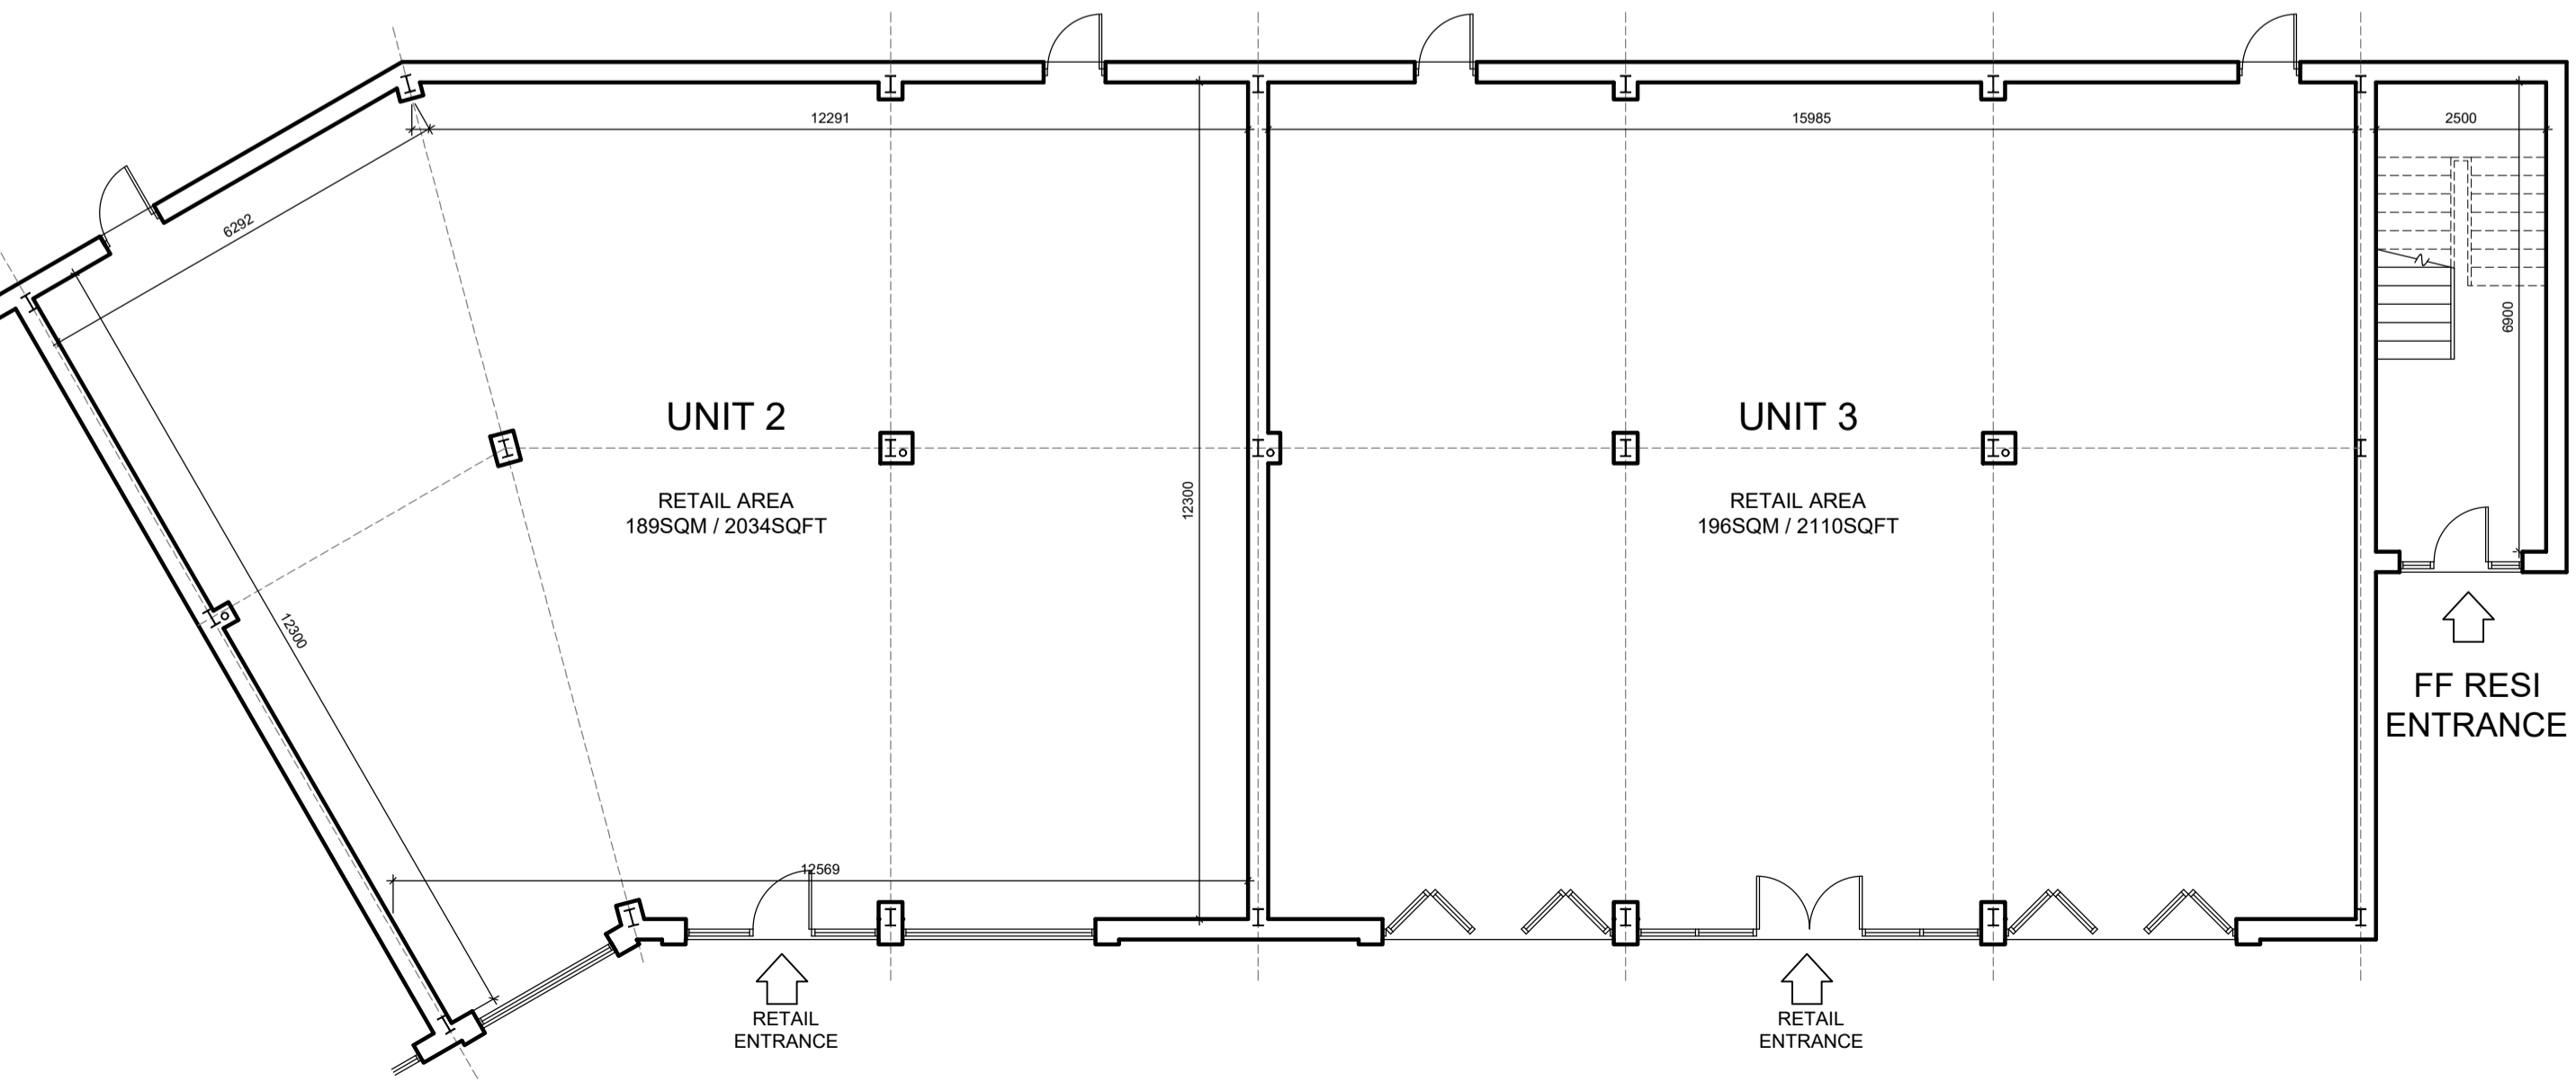 12291
15985
2500
6292
6900
UNIT 2
UNIT 3
RETAIL AREA
189SQM / 2034SQFT
12300
RETAIL AREA
196SQM / 2110SQFT
12300
FF RESI
ENTRANCE
12569
RETAIL
ENTRANCE
RETAIL
ENTRANCE